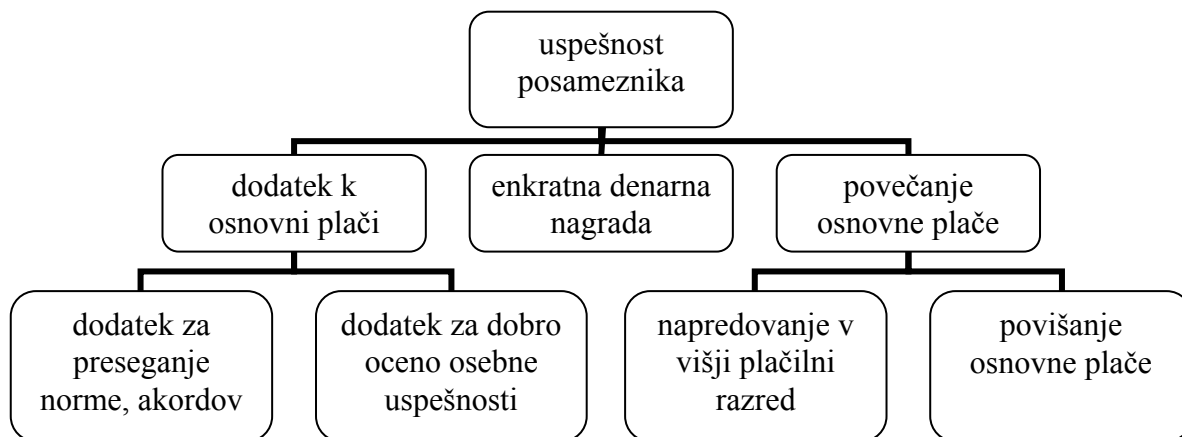 uspešnost
posameznika
dodatek k
osnovni plači
enkratna denarna
nagrada
povečanje
osnovne plače
dodatek za
preseganje
norme, akordov
dodatek za dobro
oceno osebne
uspešnosti
napredovanje v
višji plačilni
razred
povišanje
osnovne plače